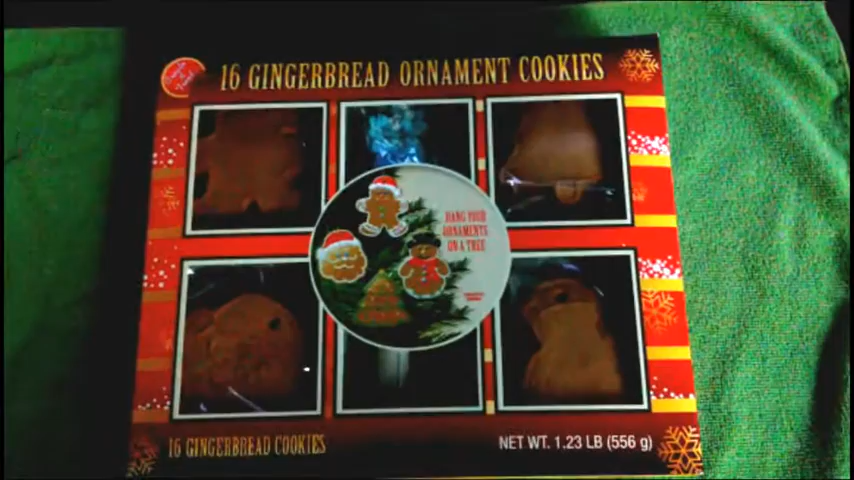 16 GINGERBREAD ORNAMENT COOKIES
HANG YOUR
ORNAMENTS
ON A TREE
16 GINGERBREAD COOKIES
NET WT. 1.23 LB (556 g)